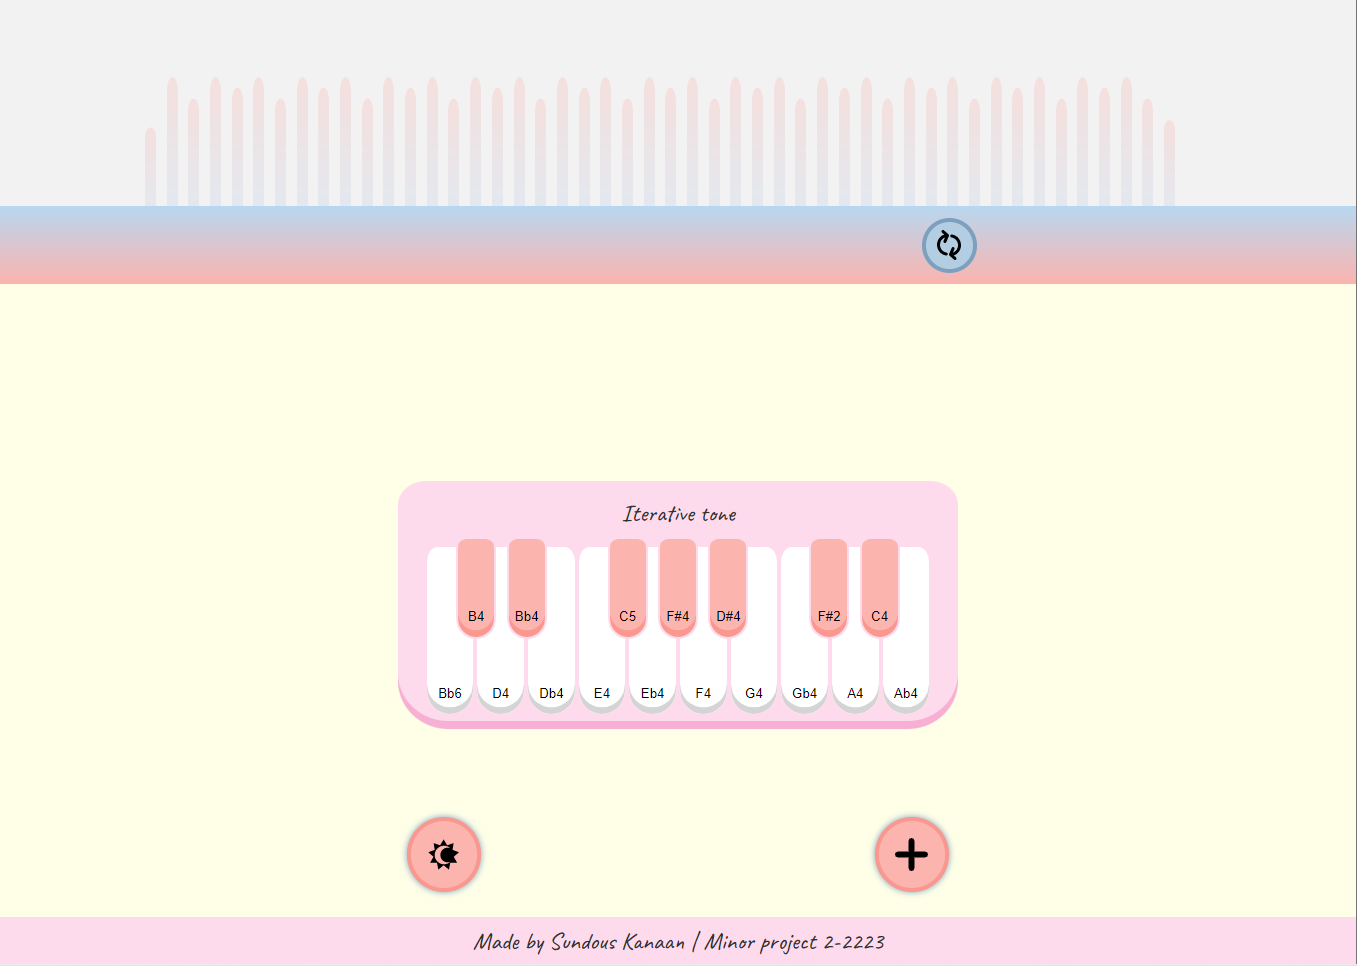 Iterative tone
B4 Bb4 C5 F#4 D#4 F#2 C4
Bb6 D4 Db4 E4 Eb4 F4 G4 Gb4 A4 Ab4
Made by Sundous Kanaan | Minor project 2-2223